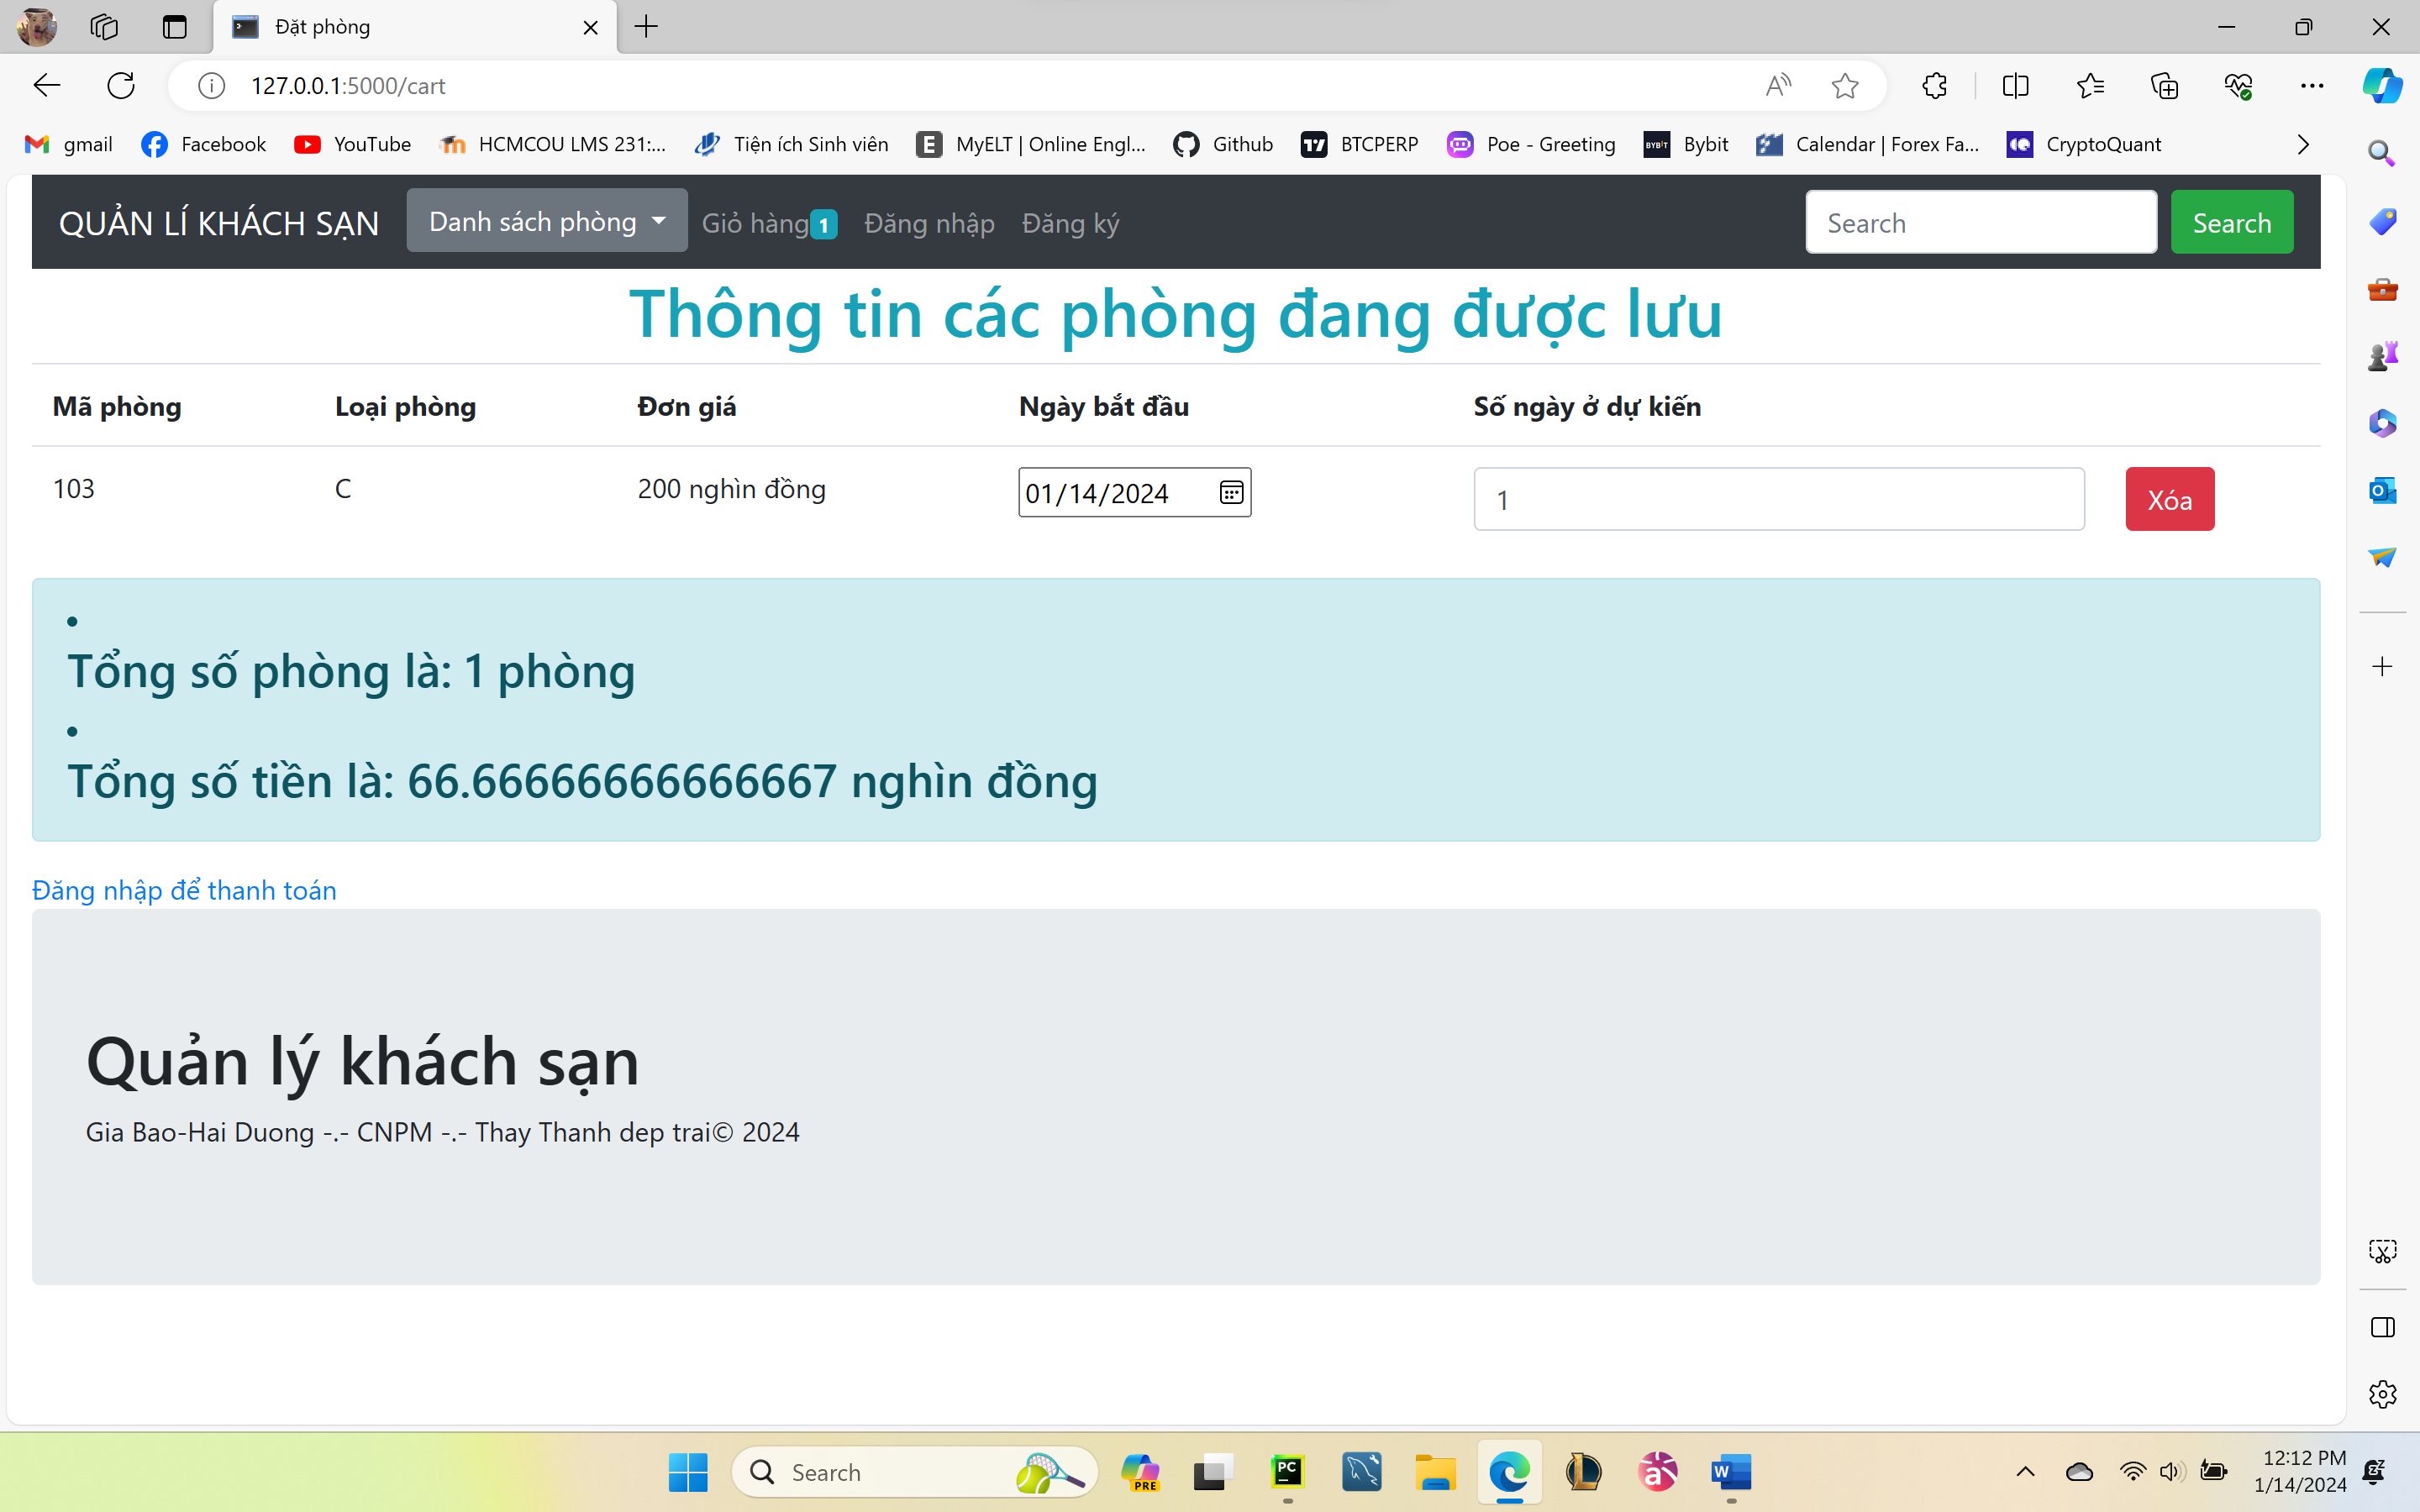 Đặt phòng
127.0.0.1:5000/cart
gmail Facebook YouTube HCMCOU LMS 231:... Tiện ích Sinh viên MyELT | Online Engl... Github BTCPERP Poe - Greeting Bybit Calendar | Forex Fa... CryptoQuant
QUẢN LÍ KHÁCH SẠN Danh sách phòng Giỏ hàng 1 Đăng nhập Đăng ký Search Search
Thông tin các phòng đang được lưu
Mã phòng Loại phòng Đơn giá Ngày bắt đầu Số ngày ở dự kiến
103 C 200 nghìn đồng 01/14/2024 1 Xóa
Tổng số phòng là: 1 phòng
Tổng số tiền là: 66.66666666666667 nghìn đồng
Đăng nhập để thanh toán
Quản lý khách sạn
Gia Bao-Hai Duong -.- CNPM -.- Thay Thanh dep trai© 2024
Search PRE PC W 12:12 PM
1/14/2024